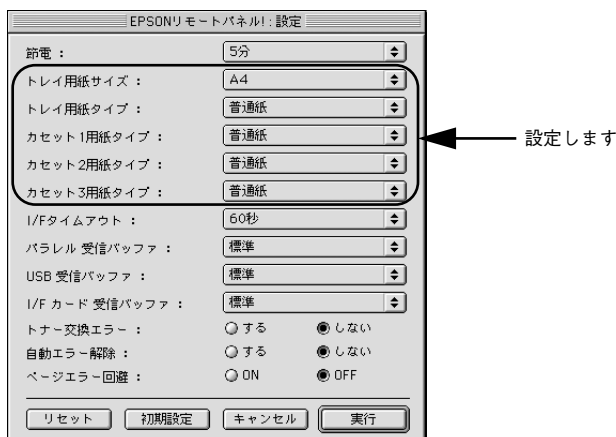 EPSONリモートパネル! : 設定
節電 : 5分
トレイ用紙サイズ : A4
トレイ用紙タイプ : 普通紙
カセット1用紙タイプ : 普通紙
カセット2用紙タイプ : 普通紙
カセット3用紙タイプ : 普通紙
設定します
I/Fタイムアウト : 60秒
パラレル 受信バッファ : 標準
USB 受信バッファ : 標準
I/F カード 受信バッファ : 標準
トナー交換エラー : する しない
自動エラー解除 : する しない
ページエラー回避 : ON OFF
リセット 初期設定 キャンセル 実行